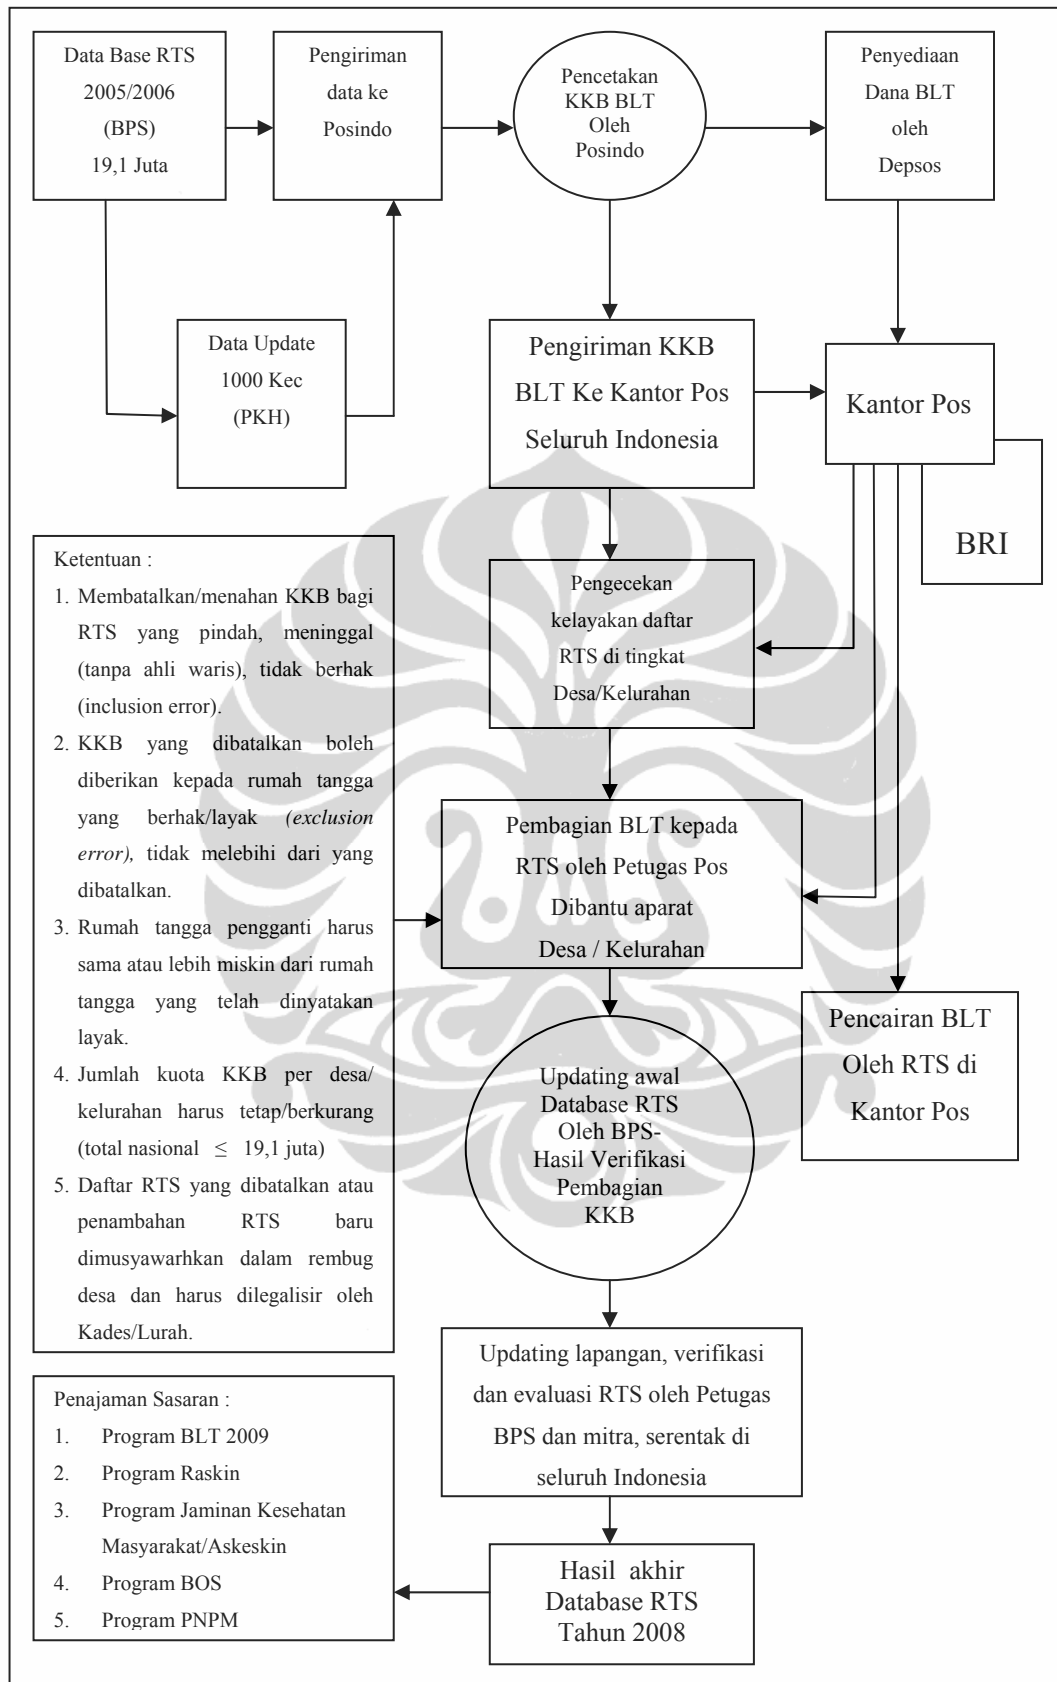 Data Base RTS
2005/2006
(BPS)
19,1 Juta
Pengiriman
data ke
Posindo
Pencetakan
KKB BLT
Oleh
Posindo
Penyediaan
Dana BLT
oleh
Depsos
Data Update
1000 Kec
(PKH)
Pengiriman KKB
BLT Ke Kantor Pos
Seluruh Indonesia
Kantor Pos
BRI
Ketentuan :
1. Membatalkan/menahan KKB bagi
RTS yang pindah, meninggal
(tanpa ahli waris), tidak berhak
(inclusion error).
2. KKB yang dibatalkan boleh
diberikan kepada rumah tangga
yang berhak/layak (exclusion
error), tidak melebihi dari yang
dibatalkan.
3. Rumah tangga pengganti harus
sama atau lebih miskin dari rumah
tangga yang telah dinyatakan
layak.
4. Jumlah kuota KKB per desa/
kelurahan harus tetap/berkurang
(total nasional ≤ 19,1 juta)
5. Daftar RTS yang dibatalkan atau
penambahan RTS baru
dimusyawarhkan dalam rembug
desa dan harus dilegalisir oleh
Kades/Lurah.
Pengecekan
kelayakan daftar
RTS di tingkat
Desa/Kelurahan
Pembagian BLT kepada
RTS oleh Petugas Pos
Dibantu aparat
Desa / Kelurahan
Pencairan BLT
Oleh RTS di
Kantor Pos
Updating awal
Database RTS
Oleh BPS-
Hasil Verifikasi
Pembagian
KKB
Updating lapangan, verifikasi
dan evaluasi RTS oleh Petugas
BPS dan mitra, serentak di
seluruh Indonesia
Hasil akhir
Database RTS
Tahun 2008
Penajaman Sasaran :
1. Program BLT 2009
2. Program Raskin
3. Program Jaminan Kesehatan
Masyarakat/Askeskin
4. Program BOS
5. Program PNPM